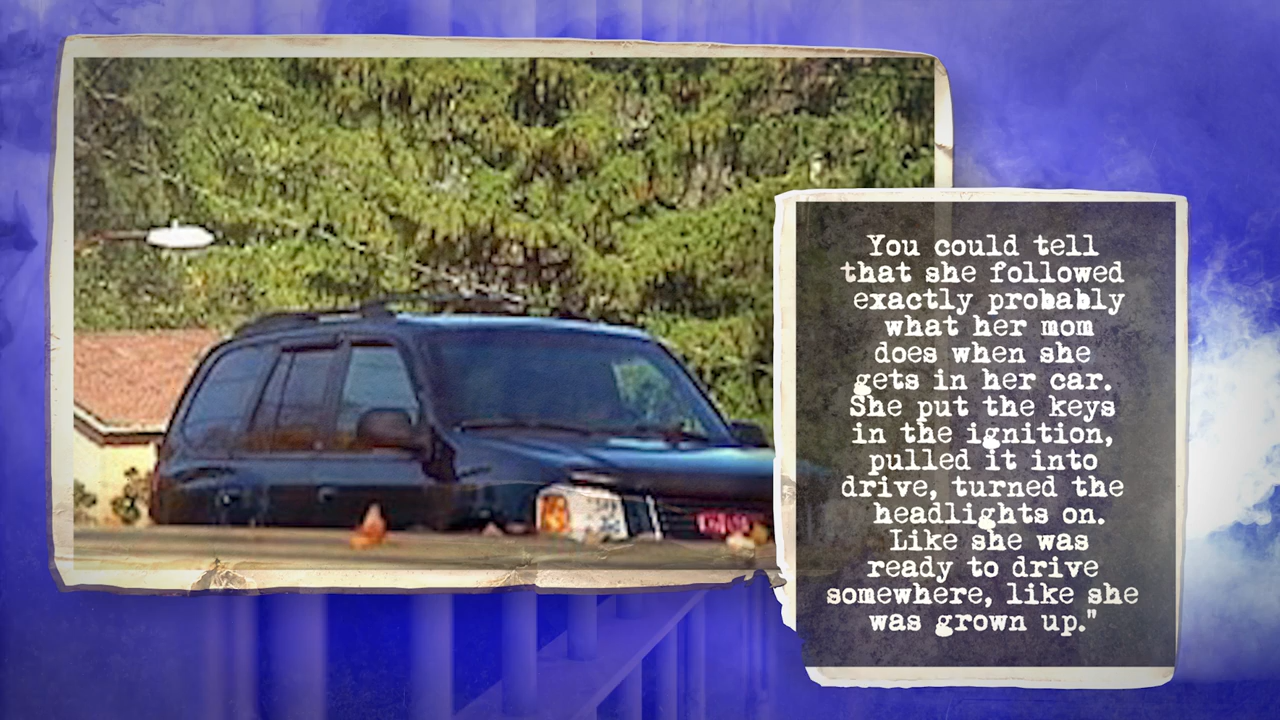 You could tell
that she followed
exactly probably
what her mom
does when she
gets in her car.
She put the keys
in the ignition,
pulled it into
drive, turned the
headlights on.
Like she was
ready to drive
somewhere, like she
was grown up."